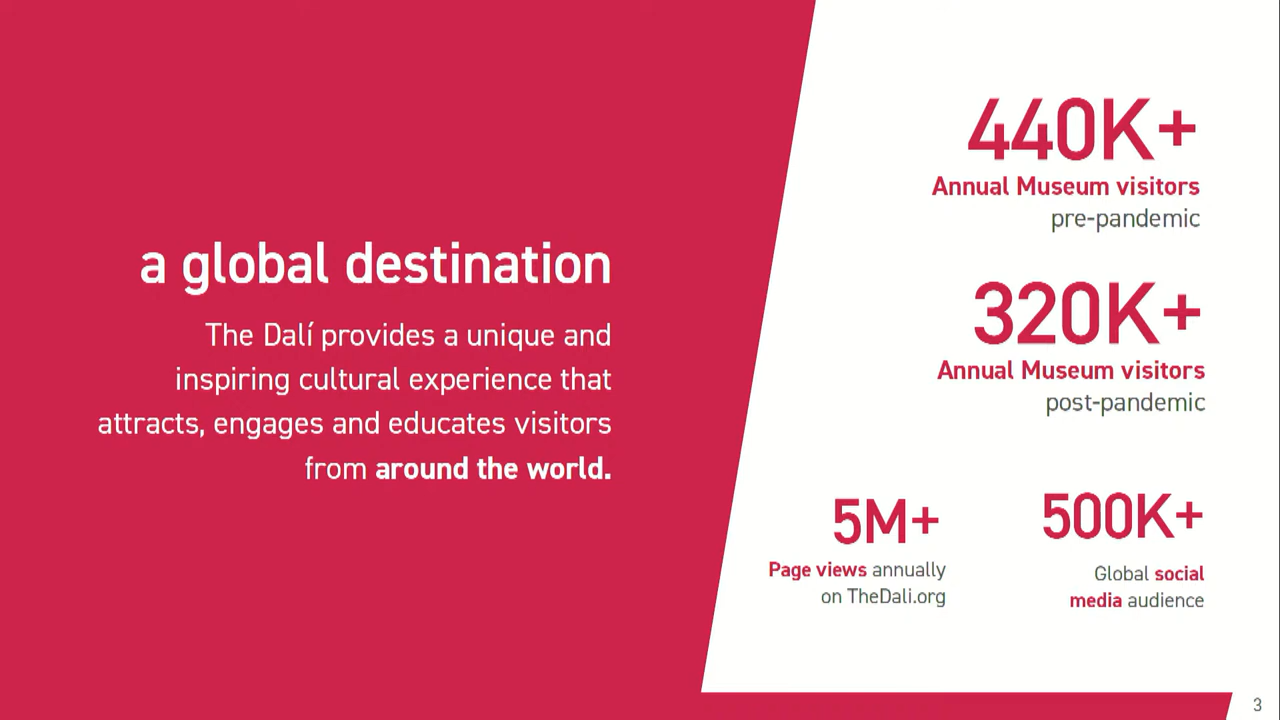 a global destination
The Dalí provides a unique and
inspiring cultural experience that
attracts, engages and educates visitors
from around the world.
440K+
Annual Museum visitors
pre-pandemic
320K+
Annual Museum visitors
post-pandemic
5M+
Page views annually
on TheDali.org
500K+
Global social
media audience
3